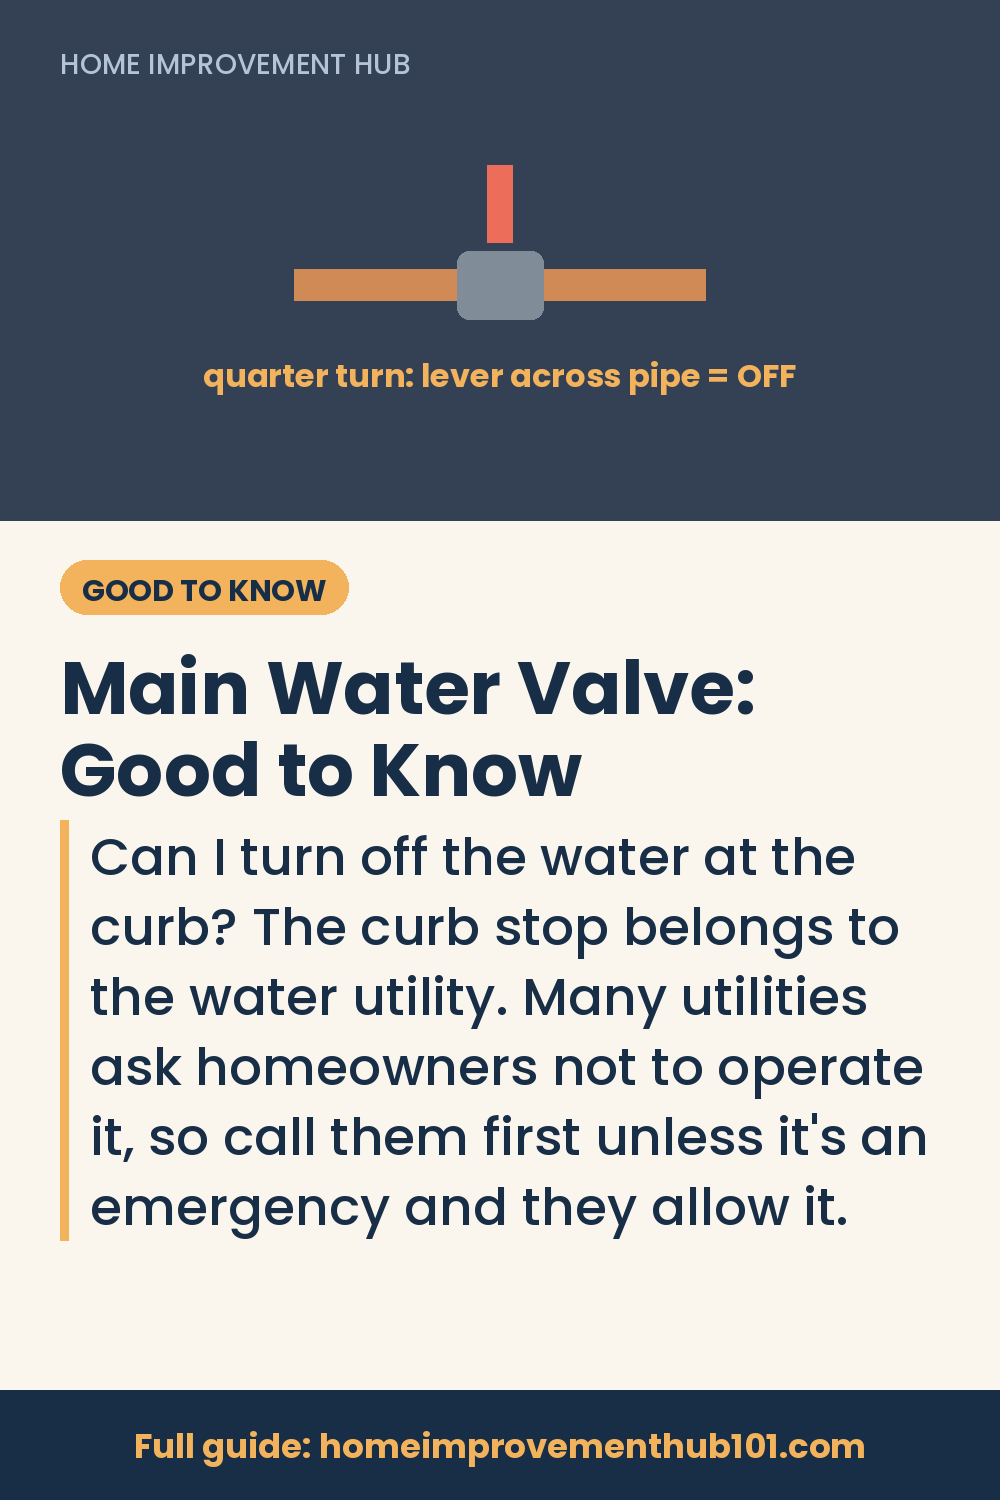 HOME IMPROVEMENT HUB
quarter turn: lever across pipe = OFF
GOOD TO KNOW
Main Water Valve:
Good to Know
Can I turn off the water at the
curb? The curb stop belongs to
the water utility. Many utilities
ask homeowners not to operate
it, so call them first unless it's an
emergency and they allow it.
Full guide: homeimprovementhub101.com